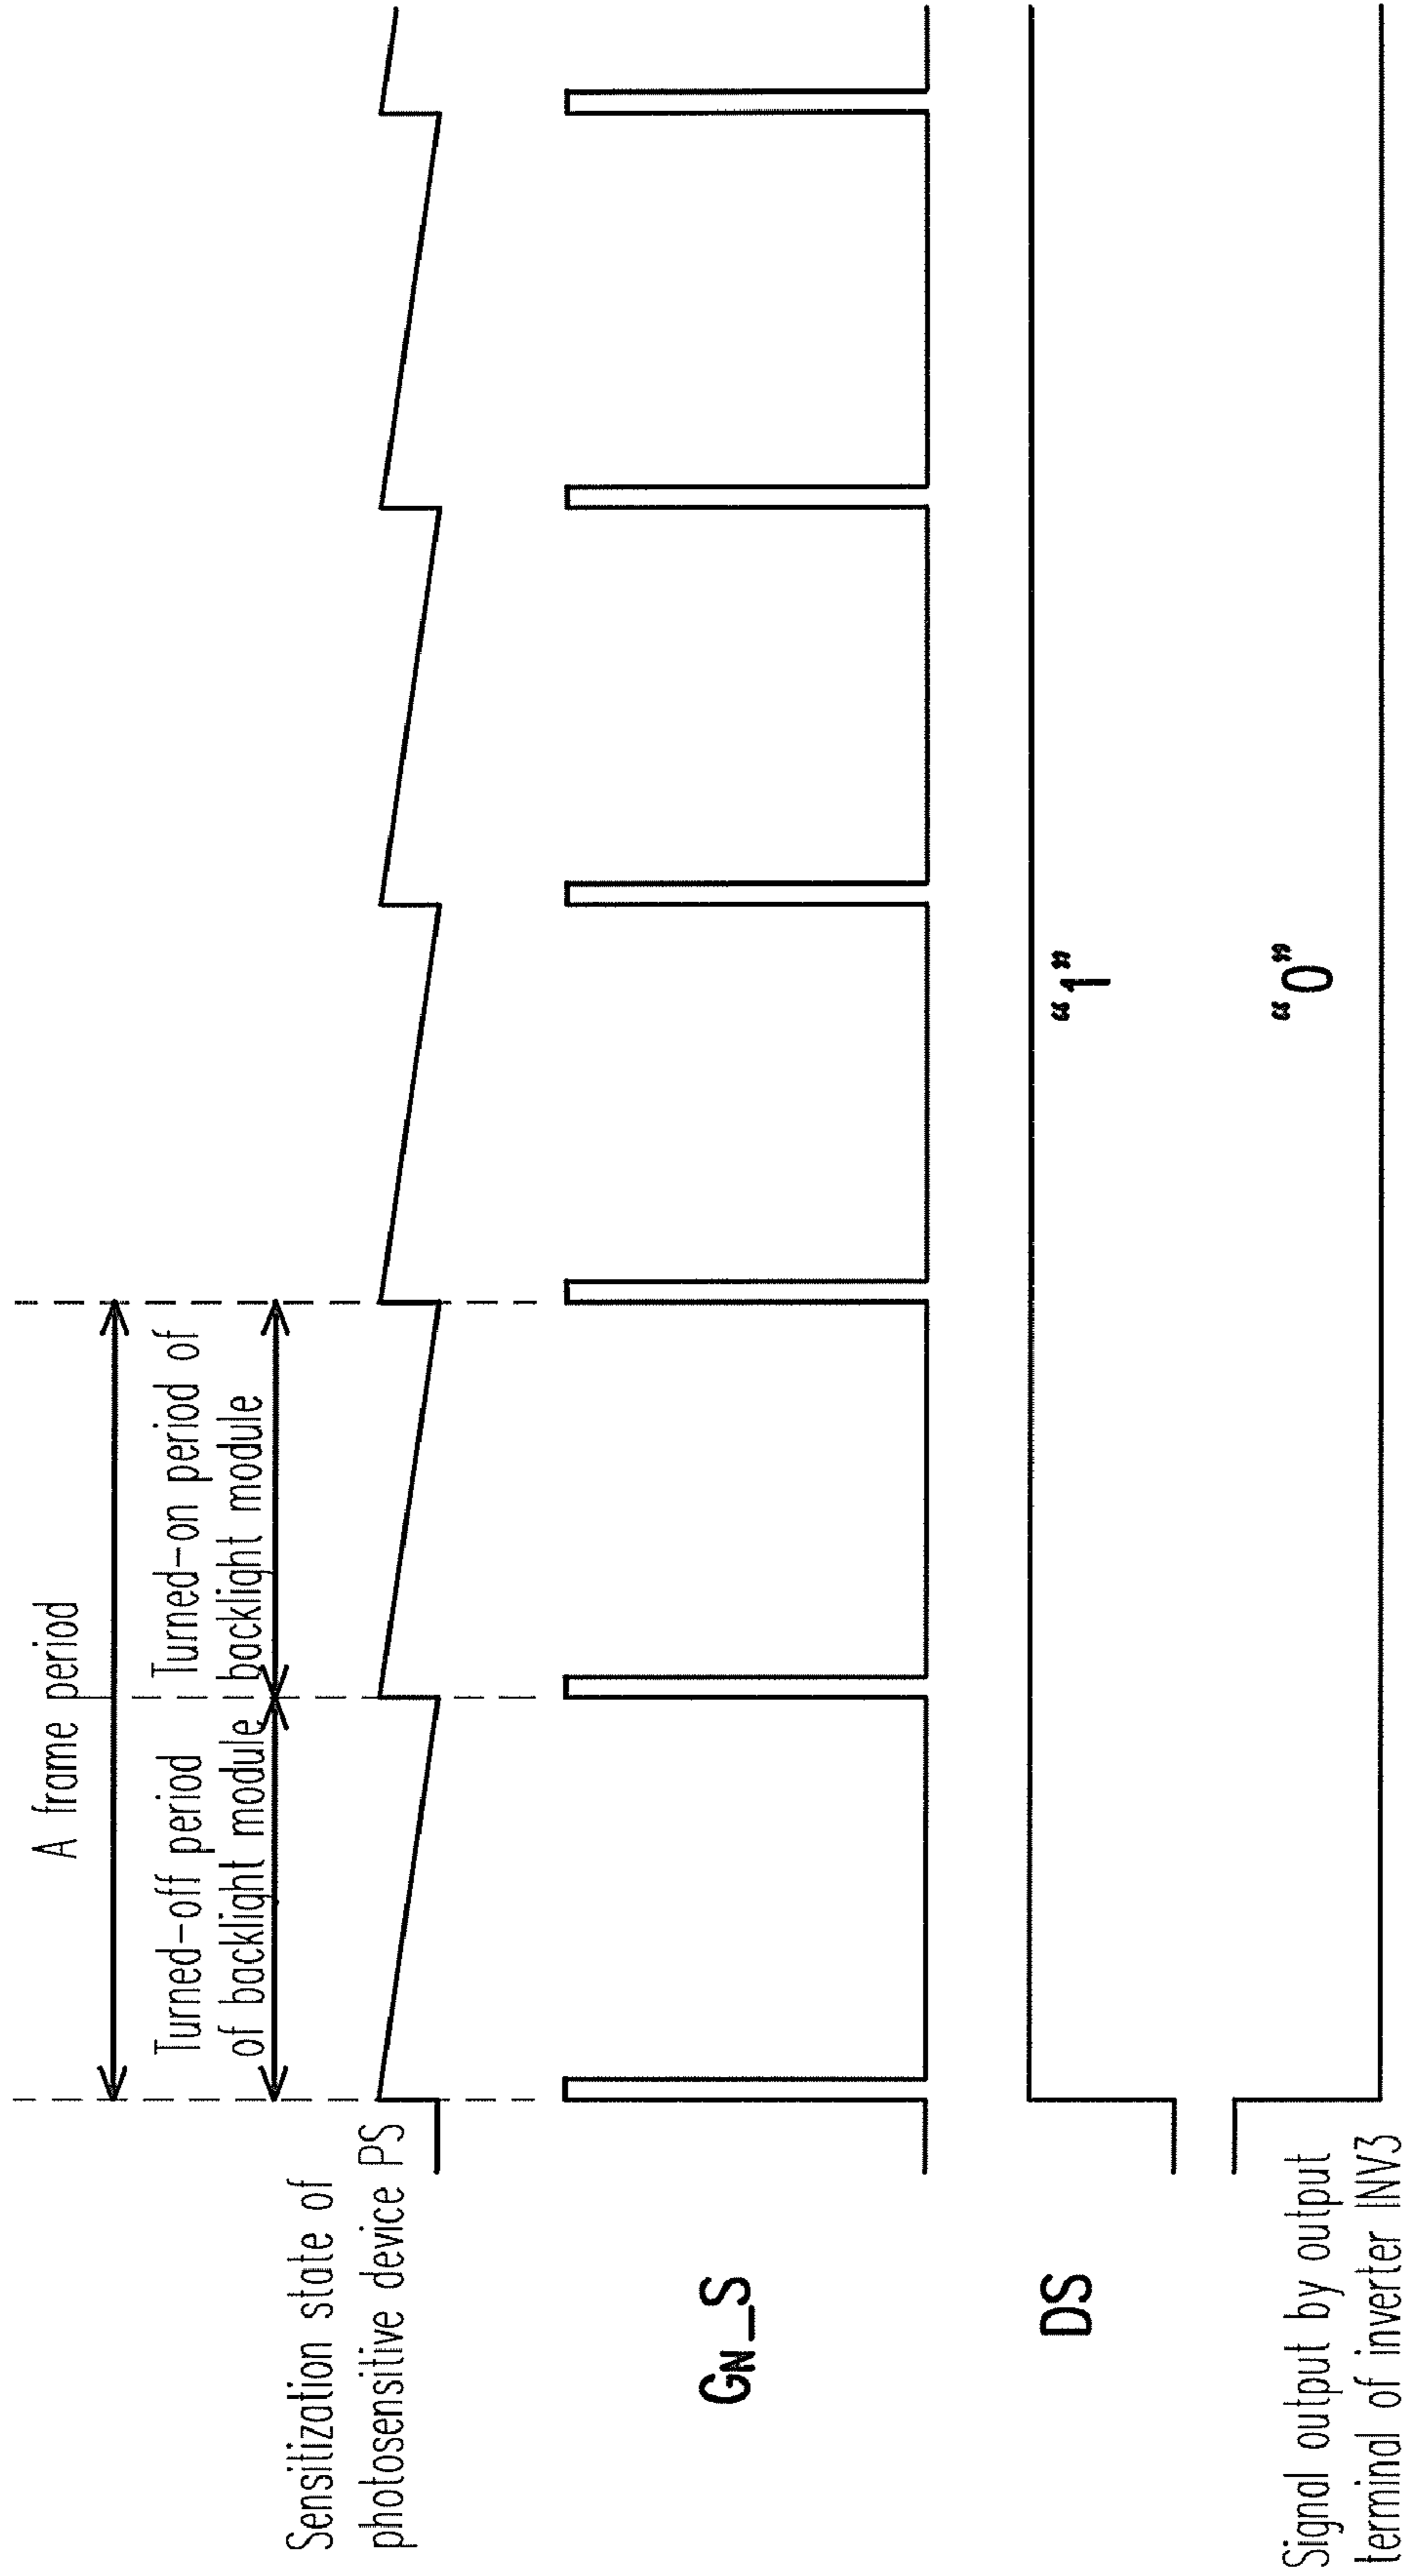 A frame period
Turned-off period
of backlight module
Turned-on period of
backlight module
Sensitization state of
photosensitive device PS
GN_S
DS
"1"
"0"
Signal output by output
terminal of inverter INV3